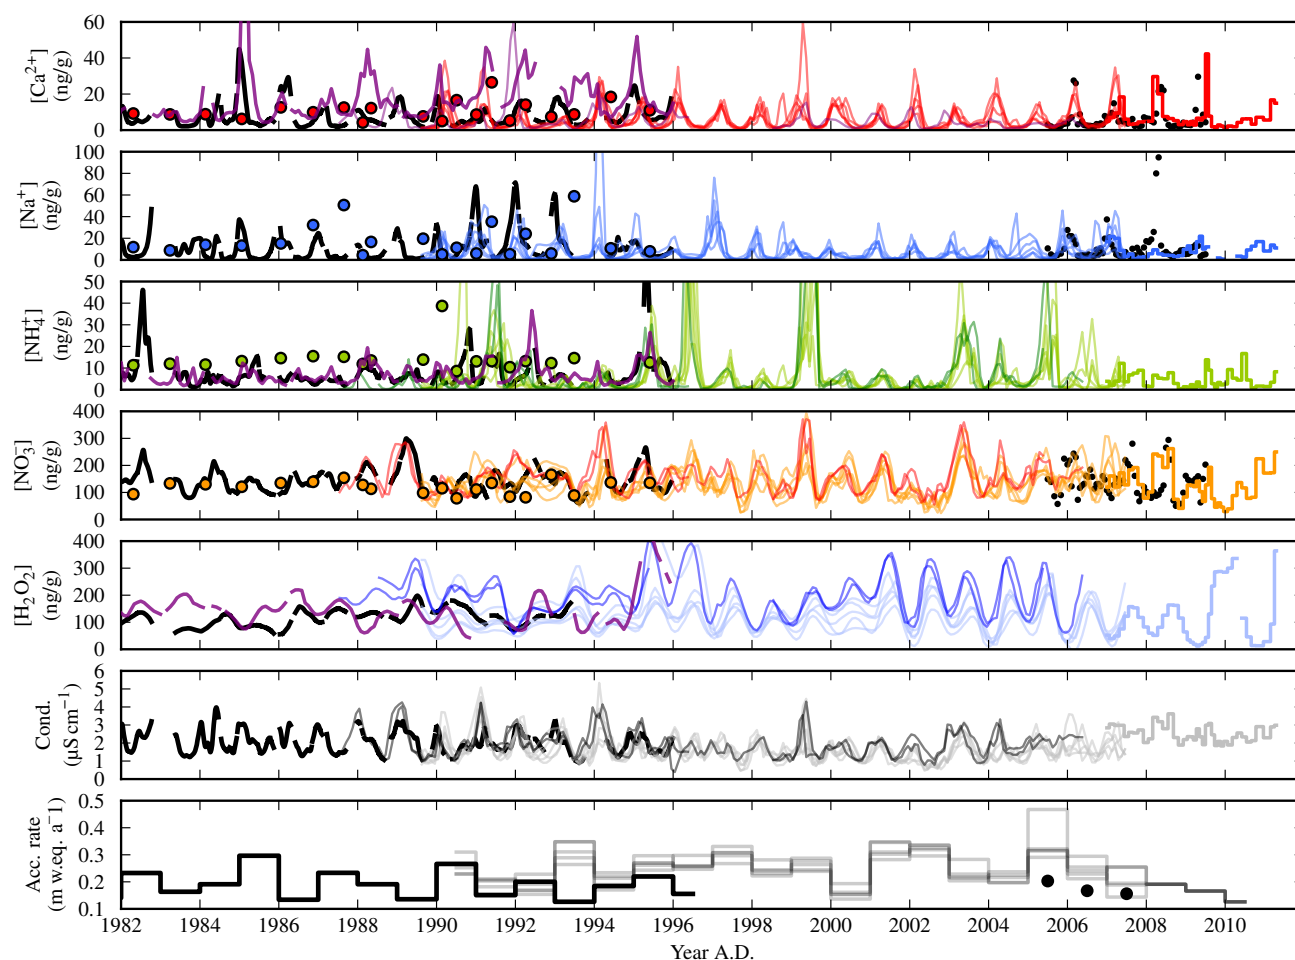 60
40
20
0
[Ca²⁺]
(ng/g)
100
80
60
40
20
0
[Na⁺]
(ng/g)
50
40
30
20
10
0
[NH₄⁺]
(ng/g)
400
300
200
100
0
[NO₃⁻]
(ng/g)
400
300
200
100
0
[H₂O₂]
(ng/g)
6
5
4
3
2
1
0
Cond.
(µS cm⁻¹)
0.5
0.4
0.3
0.2
0.1
Acc. rate
(m w.eq. a⁻¹)
1982 1984 1986 1988 1990 1992 1994 1996 1998 2000 2002 2004 2006 2008 2010
Year A.D.